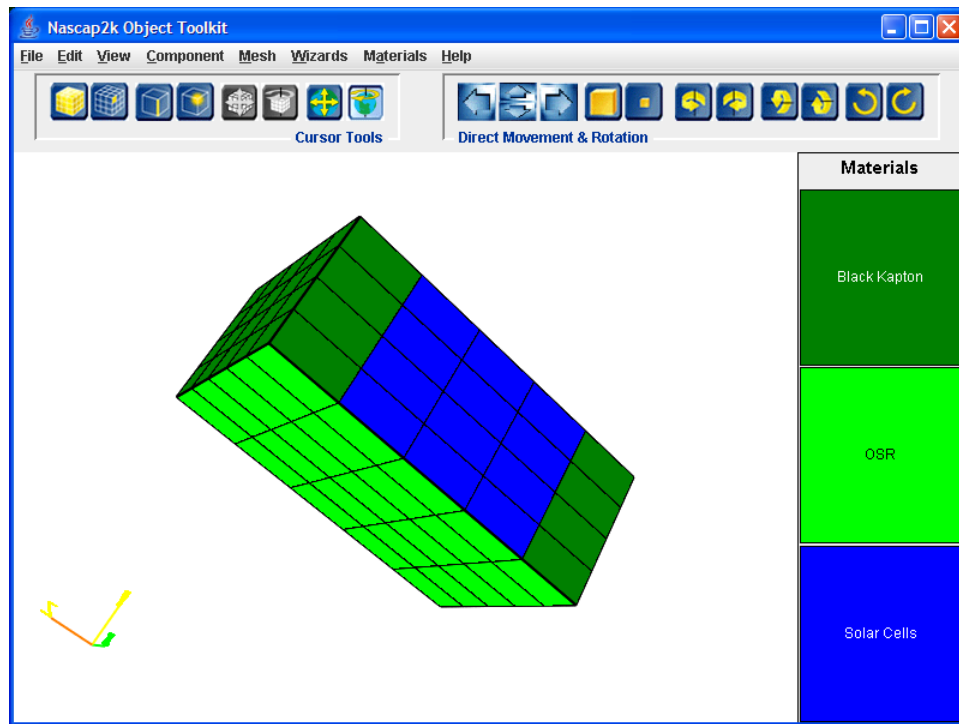 Nascap2k Object Toolkit
File Edit View Component Mesh Wizards Materials Help
Cursor Tools
Direct Movement & Rotation
Materials
Black Kapton
OSR
Solar Cells